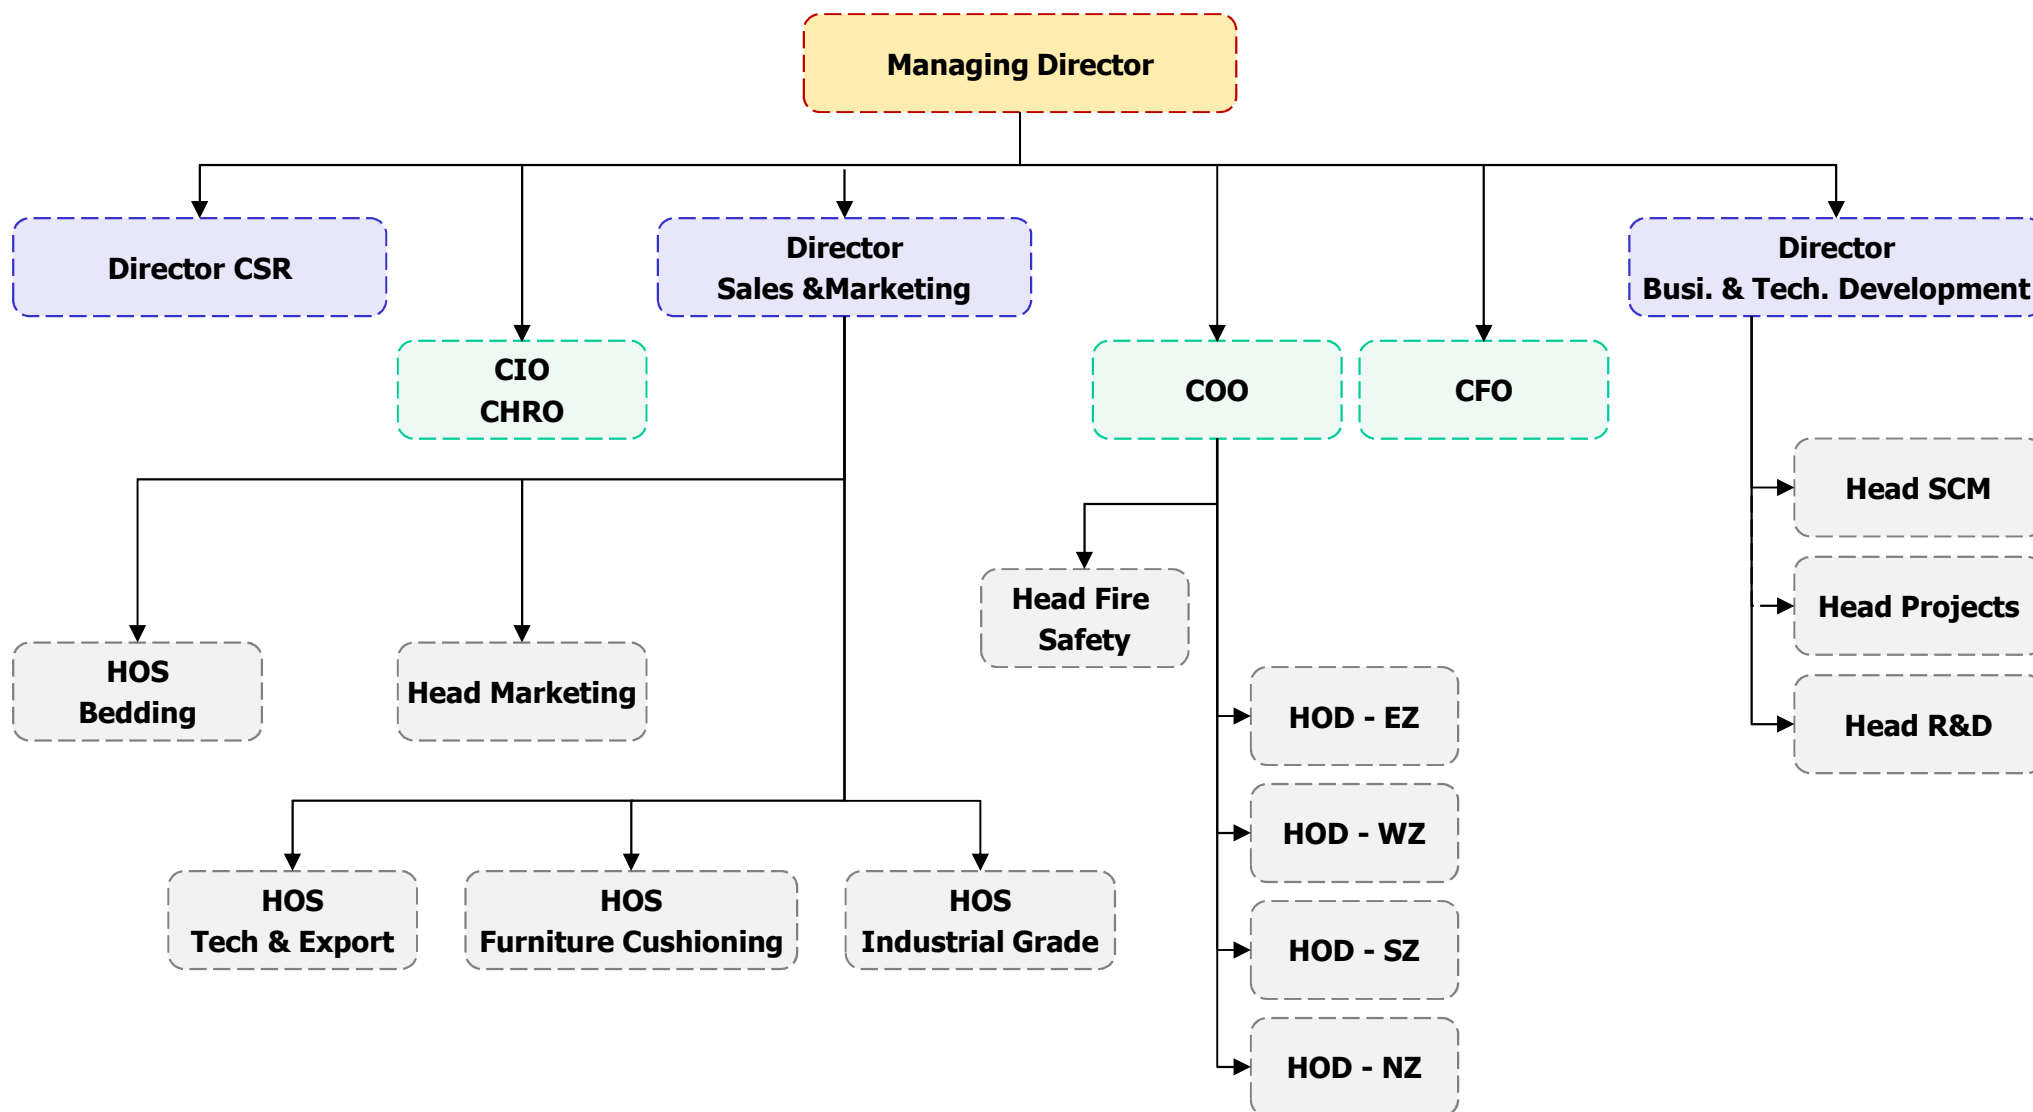 Managing Director
Director CSR
Director
Sales &Marketing
Director
Busi. & Tech. Development
CIO
CHRO
COO
CFO
Head SCM
Head Projects
Head R&D
Head Fire
Safety
HOS
Bedding
Head Marketing
HOD - EZ
HOD - WZ
HOD - SZ
HOD - NZ
HOS
Tech & Export
HOS
Furniture Cushioning
HOS
Industrial Grade